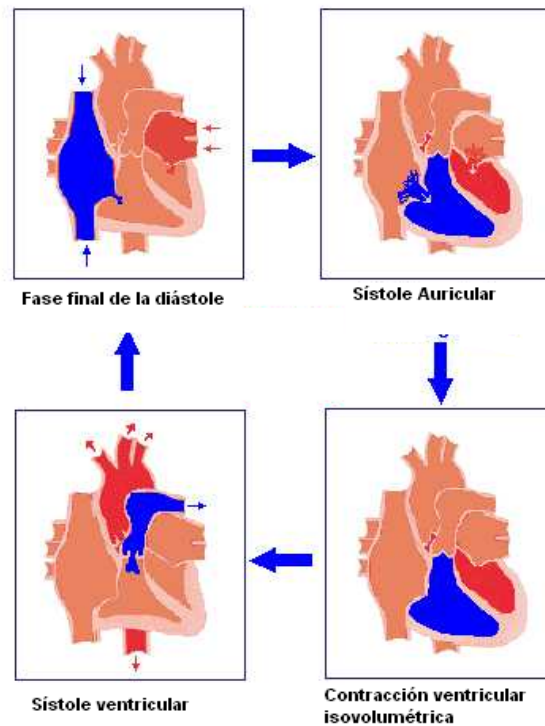 Fase final de la diástole
Sístole Auricular
Sístole ventricular
Contracción ventricular
isovolumétrica